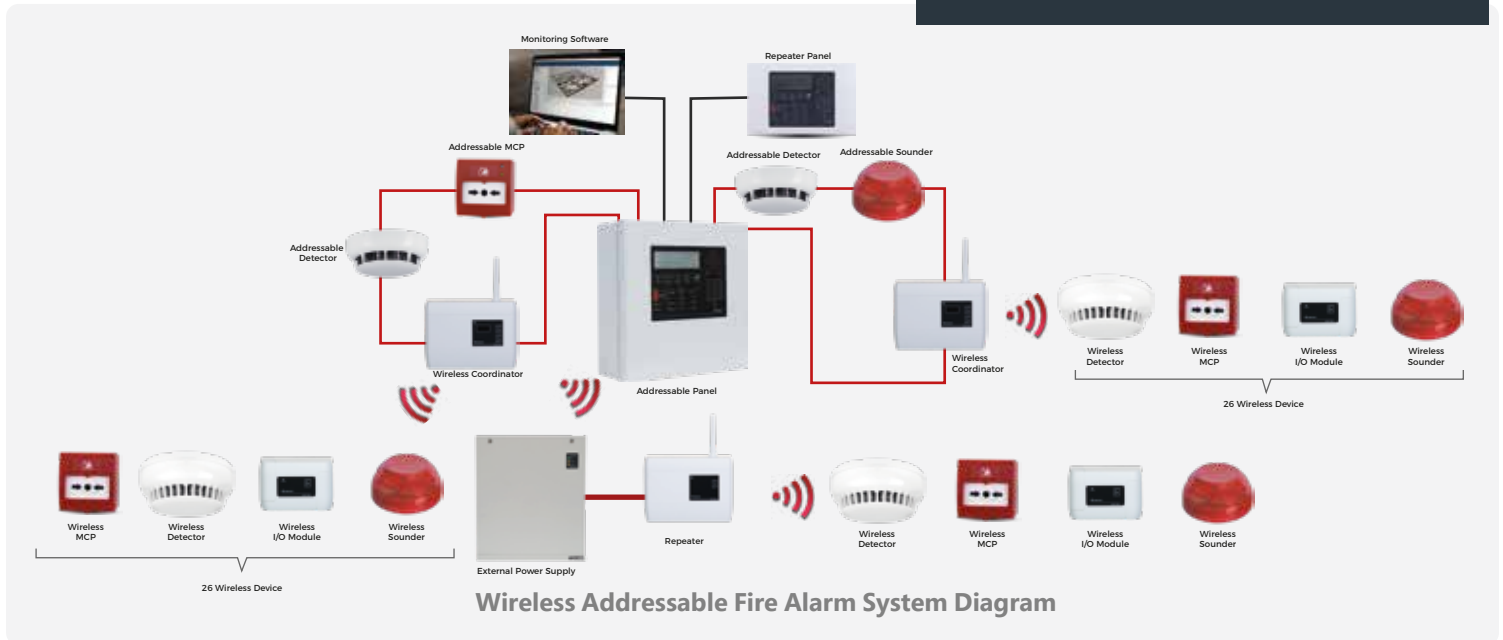 Monitoring Software
Repeater Panel
Addressable MCP
Addressable Detector
Addressable Sounder
Addressable
Detector
Wireless Coordinator
Addressable Panel
Wireless
Coordinator
Wireless
Detector
Wireless
MCP
Wireless
I/O Module
Wireless
Sounder
26 Wireless Device
Wireless
MCP
Wireless
Detector
Wireless
I/O Module
Wireless
Sounder
26 Wireless Device
External Power Supply
Repeater
Wireless
Detector
Wireless
MCP
Wireless
I/O Module
Wireless
Sounder
Wireless Addressable Fire Alarm System Diagram